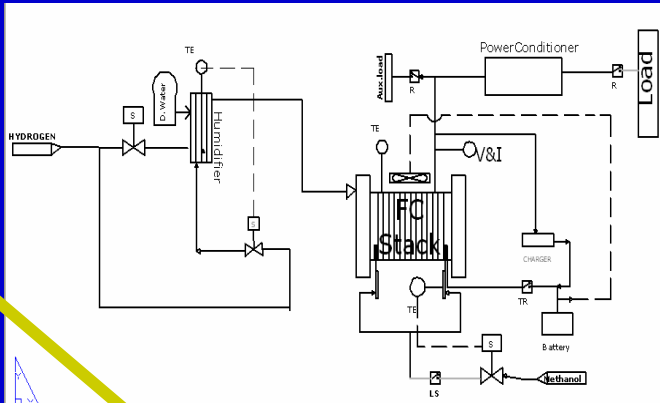 PowerConditioner
Load
Aux.load
R
R
TE
D. Water
S
HYDROGEN
Humidifier
TE
V&I
FC
Stack
S
CHARGER
TR
TE
Battery
S
Methanol
LS